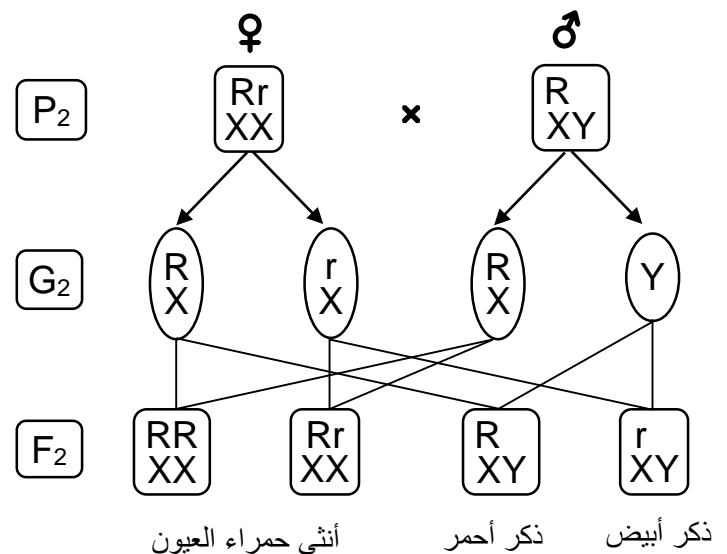 ♀ ♂
P₂ Rr R
XX × XY
G₂ R r R Y
X X X
F₂ RR Rr R r
XX XX XY XY
أنثى حمراء العيون ذكر أحمر ذكر أبيض